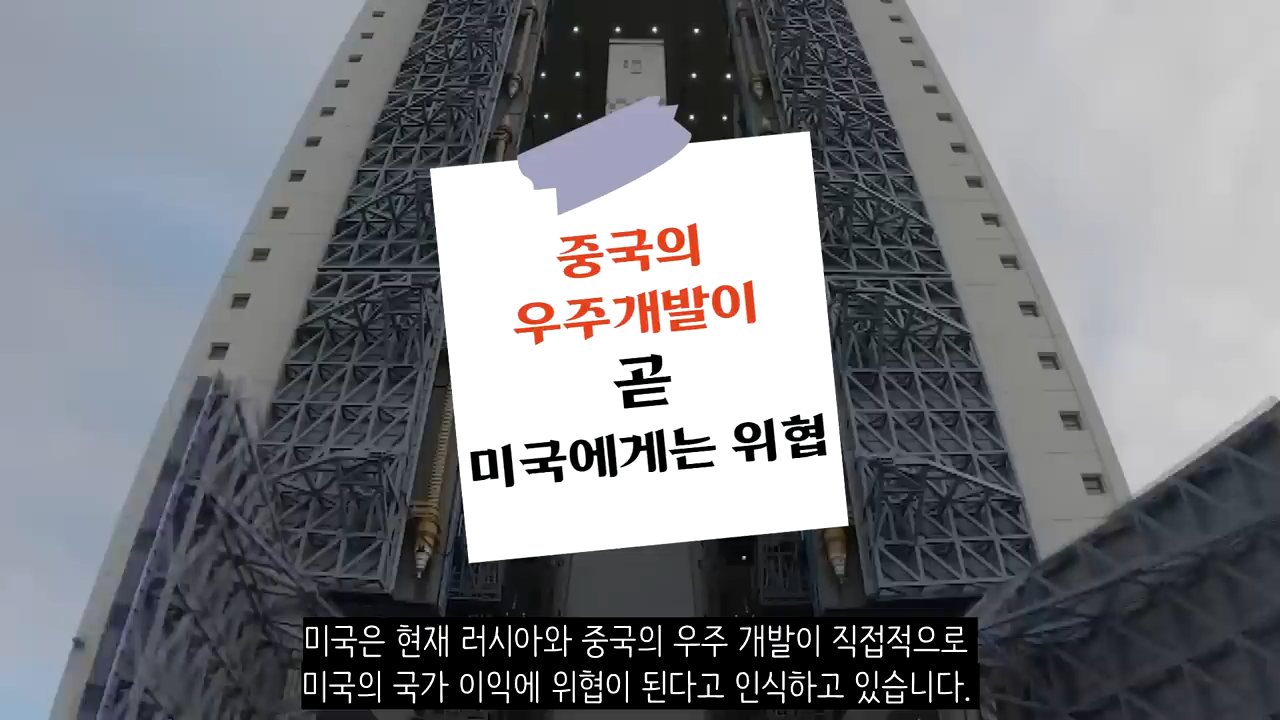 중국의
우주개발이
곧
미국에게는 위협
미국은 현재 러시아와 중국의 우주 개발이 직접적으로
미국의 국가 이익에 위협이 된다고 인식하고 있습니다.